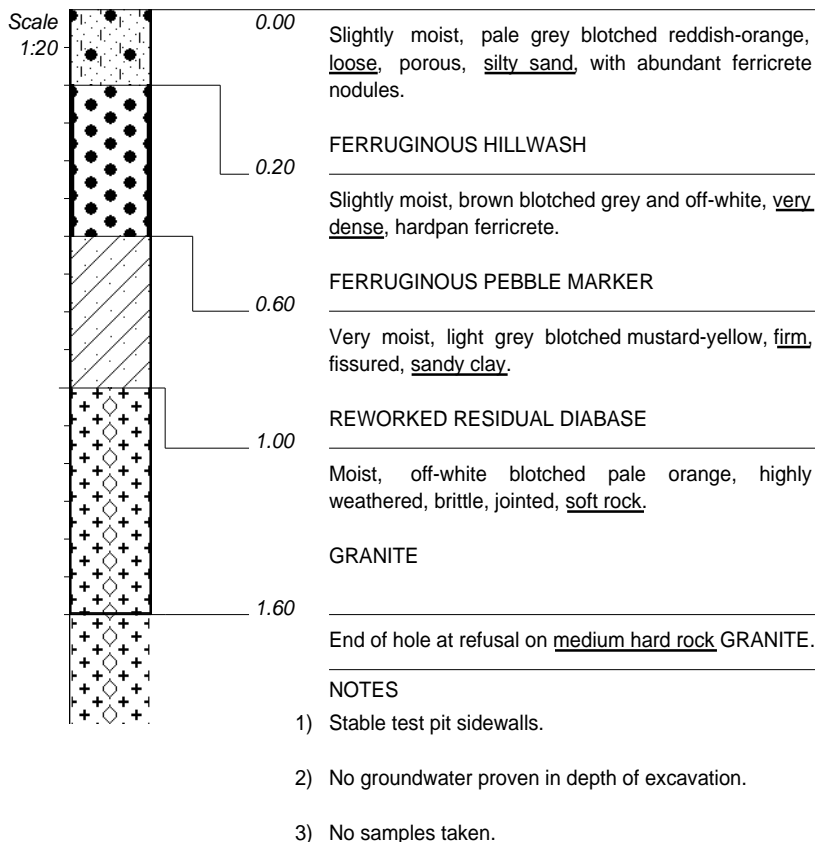 Scale
1:20
0.00
Slightly moist, pale grey blotched reddish-orange,
loose, porous, silty sand, with abundant ferricrete
nodules.
FERRUGINOUS HILLWASH
0.20
Slightly moist, brown blotched grey and off-white, very
dense, hardpan ferricrete.
FERRUGINOUS PEBBLE MARKER
0.60
Very moist, light grey blotched mustard-yellow, firm,
fissured, sandy clay.
REWORKED RESIDUAL DIABASE
1.00
Moist, off-white blotched pale orange, highly
weathered, brittle, jointed, soft rock.
GRANITE
1.60
End of hole at refusal on medium hard rock GRANITE.
NOTES
1) Stable test pit sidewalls.
2) No groundwater proven in depth of excavation.
3) No samples taken.